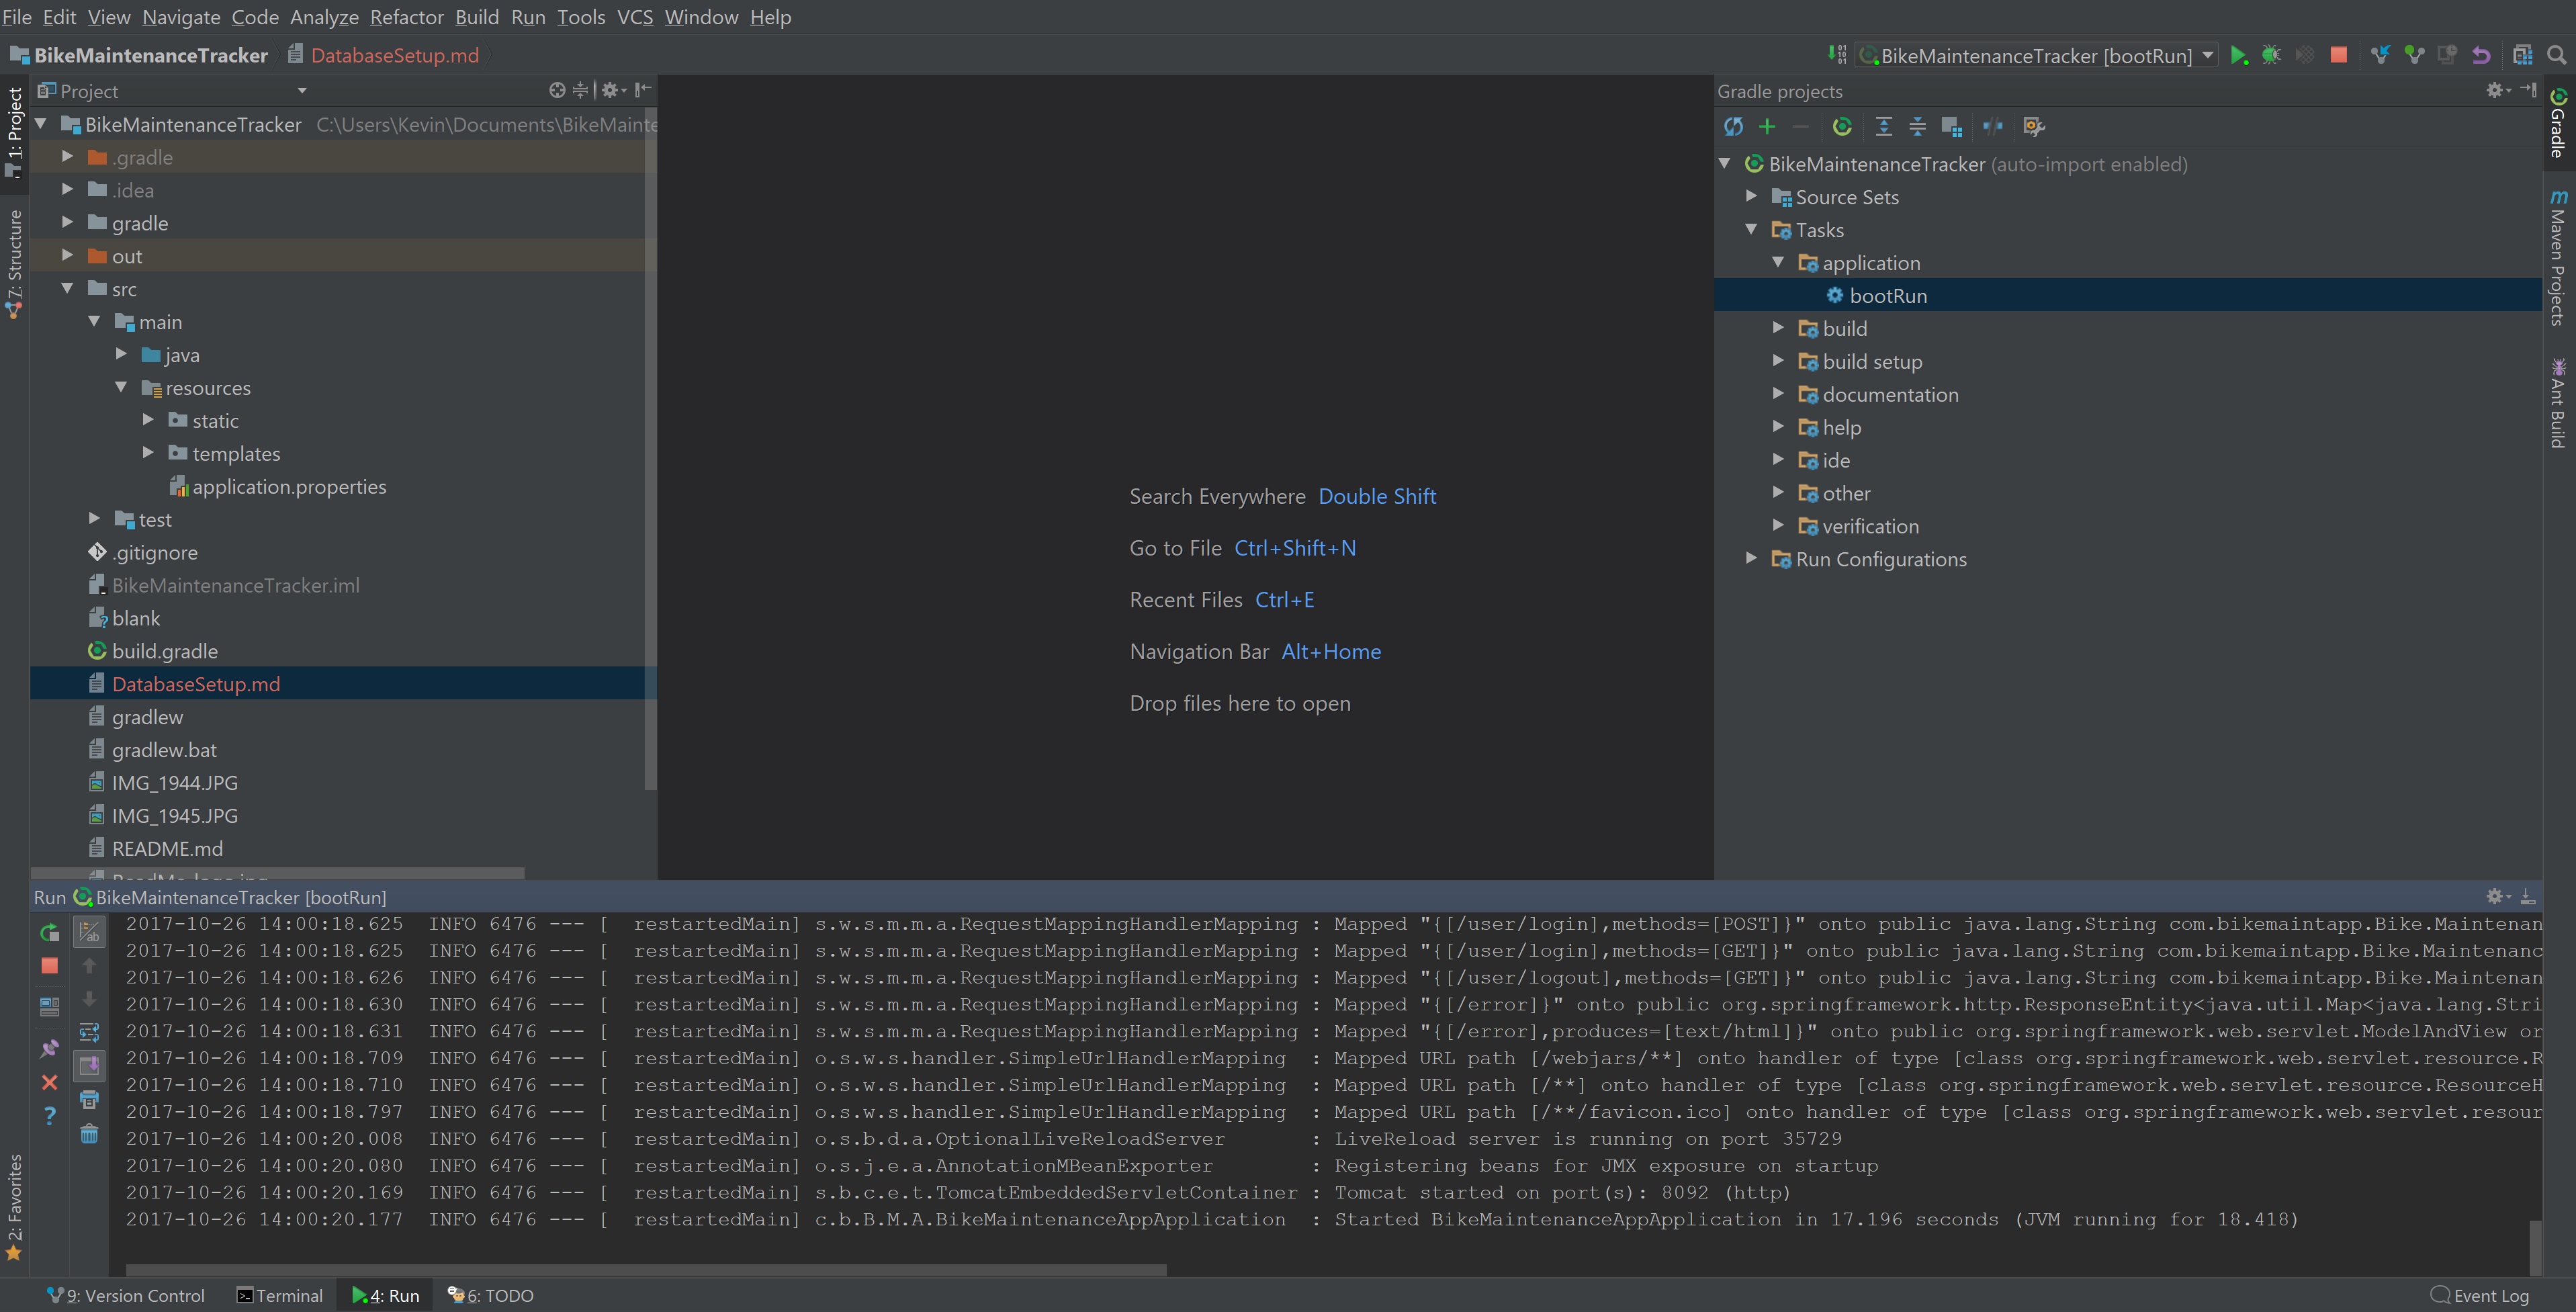 File Edit View Navigate Code Analyze Refactor Build Run Tools VCS Window Help
BikeMaintenanceTracker DatabaseSetup.md
BikeMaintenanceTracker [bootRun]
1: Project
7: Structure
2: Favorites
Project
BikeMaintenanceTracker C:\Users\Kevin\Documents\BikeMainte
.gradle
.idea
gradle
out
src
main
java
resources
static
templates
application.properties
test
.gitignore
BikeMaintenanceTracker.iml
blank
build.gradle
DatabaseSetup.md
gradlew
gradlew.bat
IMG_1944.JPG
IMG_1945.JPG
README.md
Search Everywhere Double Shift
Go to File Ctrl+Shift+N
Recent Files Ctrl+E
Navigation Bar Alt+Home
Drop files here to open
Gradle projects
BikeMaintenanceTracker (auto-import enabled)
Source Sets
Tasks
application
bootRun
build
build setup
documentation
help
ide
other
verification
Run Configurations
Gradle
Maven Projects
Ant Build
Run BikeMaintenanceTracker [bootRun]
2017-10-26 14:00:18.625 INFO 6476 --- [ restartedMain] s.w.s.m.m.a.RequestMappingHandlerMapping : Mapped "{[/user/login],methods=[POST]}" onto public java.lang.String com.bikemaintapp.Bike.Maintenan
2017-10-26 14:00:18.625 INFO 6476 --- [ restartedMain] s.w.s.m.m.a.RequestMappingHandlerMapping : Mapped "{[/user/login],methods=[GET]}" onto public java.lang.String com.bikemaintapp.Bike.Maintenanc
2017-10-26 14:00:18.626 INFO 6476 --- [ restartedMain] s.w.s.m.m.a.RequestMappingHandlerMapping : Mapped "{[/user/logout],methods=[GET]}" onto public java.lang.String com.bikemaintapp.Bike.Maintenan
2017-10-26 14:00:18.630 INFO 6476 --- [ restartedMain] s.w.s.m.m.a.RequestMappingHandlerMapping : Mapped "{[/error]}" onto public org.springframework.http.ResponseEntity<java.util.Map<java.lang.Stri
2017-10-26 14:00:18.631 INFO 6476 --- [ restartedMain] s.w.s.m.m.a.RequestMappingHandlerMapping : Mapped "{[/error],produces=[text/html]}" onto public org.springframework.web.servlet.ModelAndView or
2017-10-26 14:00:18.709 INFO 6476 --- [ restartedMain] o.s.w.s.handler.SimpleUrlHandlerMapping : Mapped URL path [/webjars/**] onto handler of type [class org.springframework.web.servlet.resource.R
2017-10-26 14:00:18.710 INFO 6476 --- [ restartedMain] o.s.w.s.handler.SimpleUrlHandlerMapping : Mapped URL path [/**] onto handler of type [class org.springframework.web.servlet.resource.ResourceH
2017-10-26 14:00:18.797 INFO 6476 --- [ restartedMain] o.s.w.s.handler.SimpleUrlHandlerMapping : Mapped URL path [/**/favicon.ico] onto handler of type [class org.springframework.web.servlet.resour
2017-10-26 14:00:20.008 INFO 6476 --- [ restartedMain] o.s.b.d.a.OptionalLiveReloadServer : LiveReload server is running on port 35729
2017-10-26 14:00:20.080 INFO 6476 --- [ restartedMain] o.s.j.e.a.AnnotationMBeanExporter : Registering beans for JMX exposure on startup
2017-10-26 14:00:20.169 INFO 6476 --- [ restartedMain] s.b.c.e.t.TomcatEmbeddedServletContainer : Tomcat started on port(s): 8092 (http)
2017-10-26 14:00:20.177 INFO 6476 --- [ restartedMain] c.b.B.M.A.BikeMaintenanceAppApplication : Started BikeMaintenanceAppApplication in 17.196 seconds (JVM running for 18.418)
9: Version Control Terminal 4: Run 6: TODO Event Log